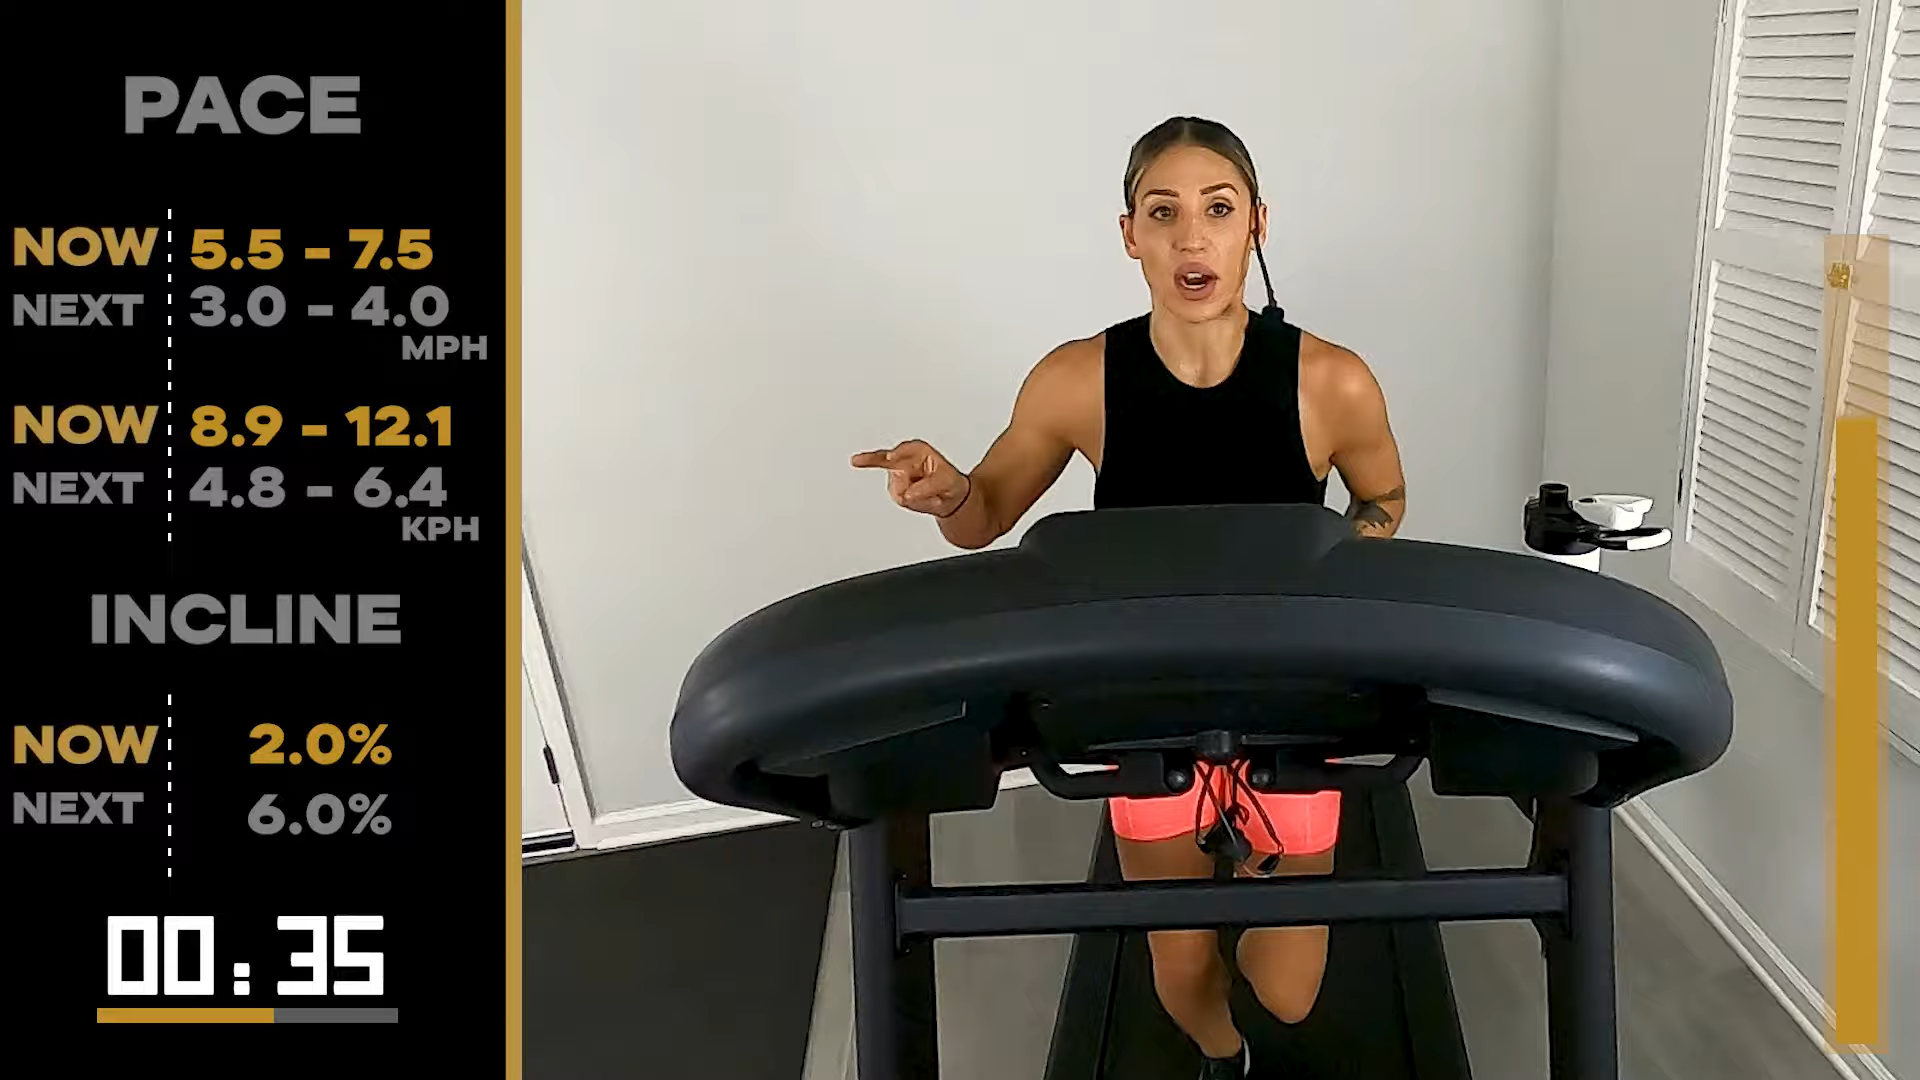 PACE
NOW 5.5 - 7.5
NEXT 3.0 - 4.0
MPH
NOW 8.9 - 12.1
NEXT 4.8 - 6.4
KPH
INCLINE
NOW 2.0%
NEXT 6.0%
00:35